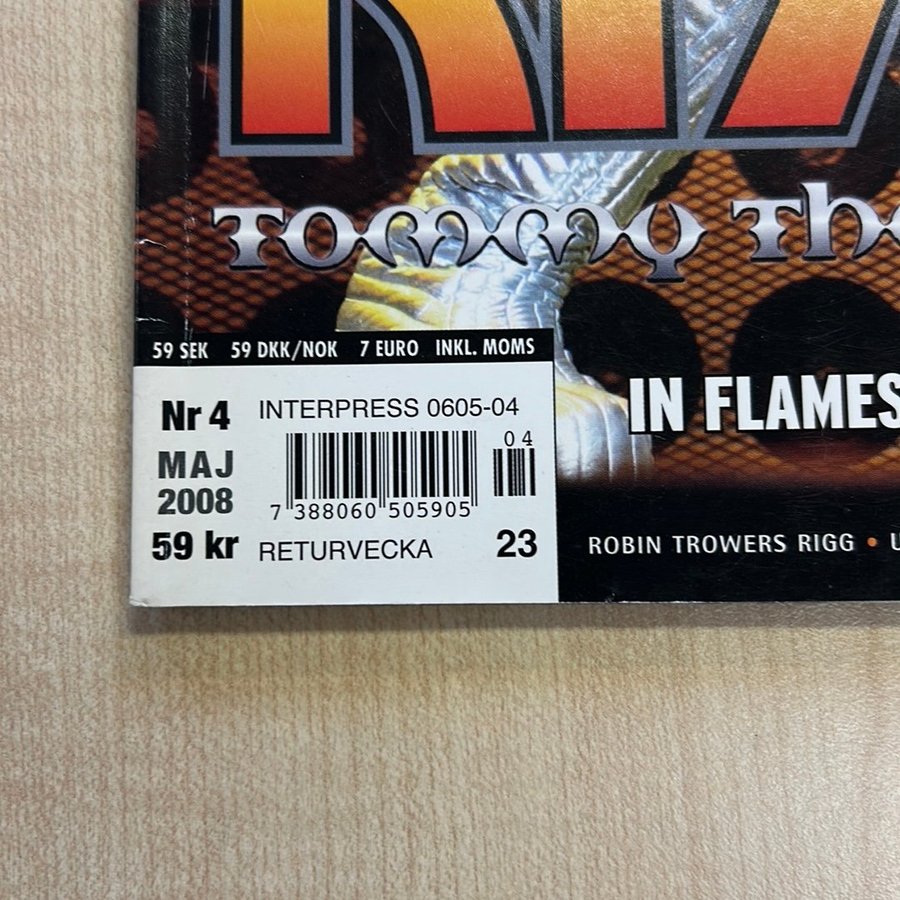 TOMMY
59 SEK 59 DKK/NOK 7 EURO INKL. MOMS
Nr 4
MAJ
2008
59 kr
INTERPRESS 0605-04
04
7 388060 505905
RETURVECKA 23
IN FLAMES
ROBIN TROWERS RIGG •